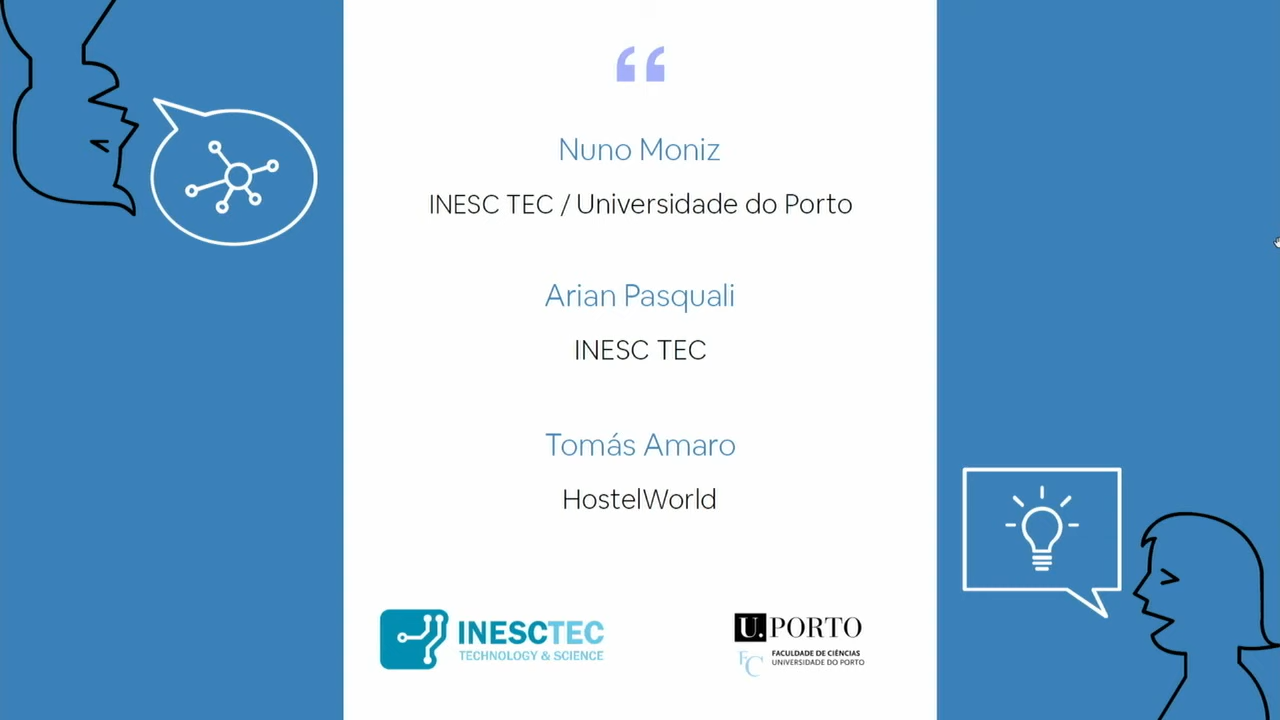 “
Nuno Moniz
INESC TEC / Universidade do Porto
Arian Pasquali
INESC TEC
Tomás Amaro
HostelWorld
INESCTEC
TECHNOLOGY & SCIENCE
U.PORTO
FC
FACULDADE DE CIÊNCIAS
UNIVERSIDADE DO PORTO